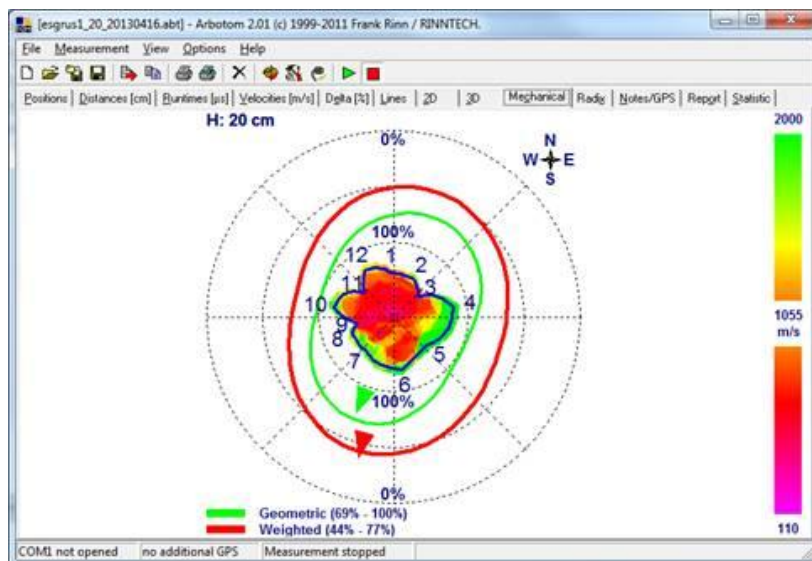 [esgrus1_20_20130416.abt] - Arbotom 2.01 (c) 1999-2011 Frank Rinn / RINNTECH.
File Measurement View Options Help
Positions Distances [cm] Runtimes [µs] Velocities [m/s] Delta [%] Lines 2D 3D Mechanical Radix Notes/GPS Report Statistic
H: 20 cm
2000
0%
N
W E
S
100%
12 1 2
11 3
10 4
1055
m/s
9
8 5
7
6
100%
0%
Geometric (69% - 100%)
Weighted (44% - 77%)
110
COM1 not opened no additional GPS Measurement stopped